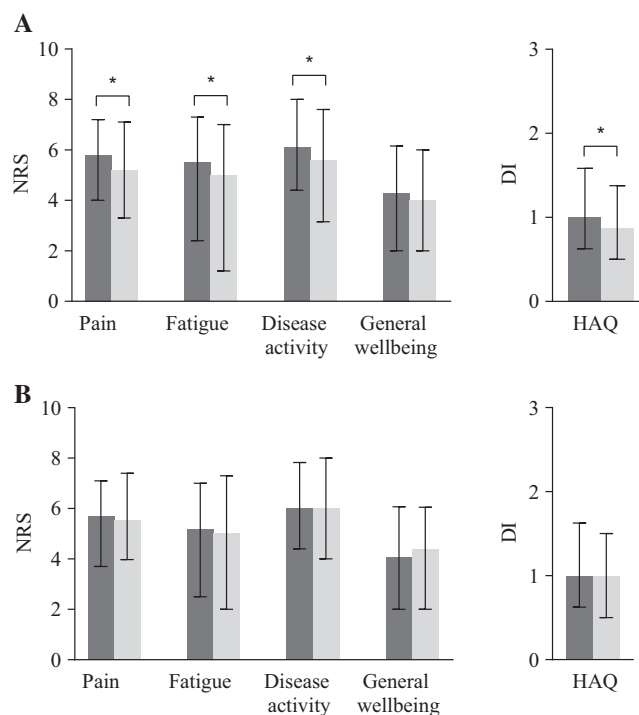 A
10
8
6
4
2
0
NRS
*
*
*
Pain
Fatigue
Disease
activity
General
wellbeing
3
2
1
0
DI
*
HAQ
B
10
8
6
4
2
0
NRS
Pain
Fatigue
Disease
activity
General
wellbeing
3
2
1
0
DI
HAQ